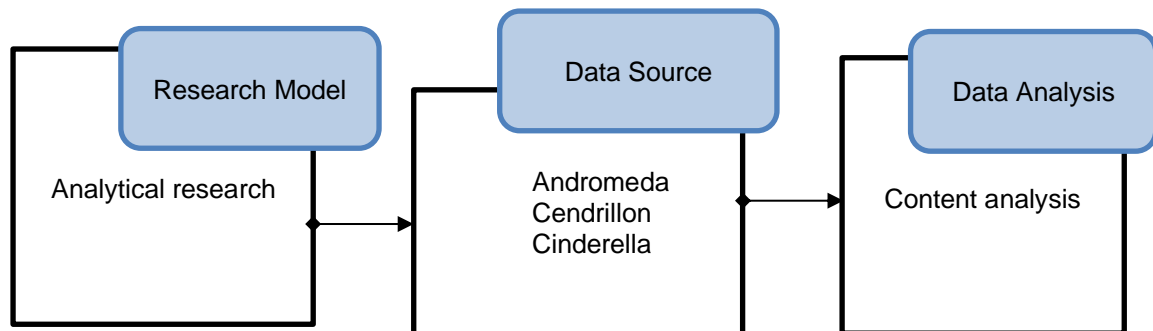 Research Model
Analytical research
Data Source
Andromeda
Cendrillon
Cinderella
Data Analysis
Content analysis